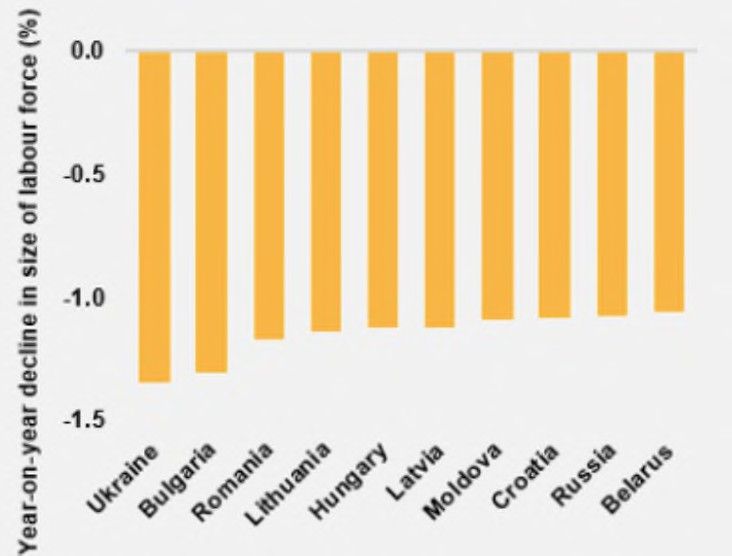 Year-on-year decline in size of labour force (%)
0.0
-0.5
-1.0
-1.5
Ukraine
Bulgaria
Romania
Lithuania
Hungary
Latvia
Moldova
Croatia
Russia
Belarus